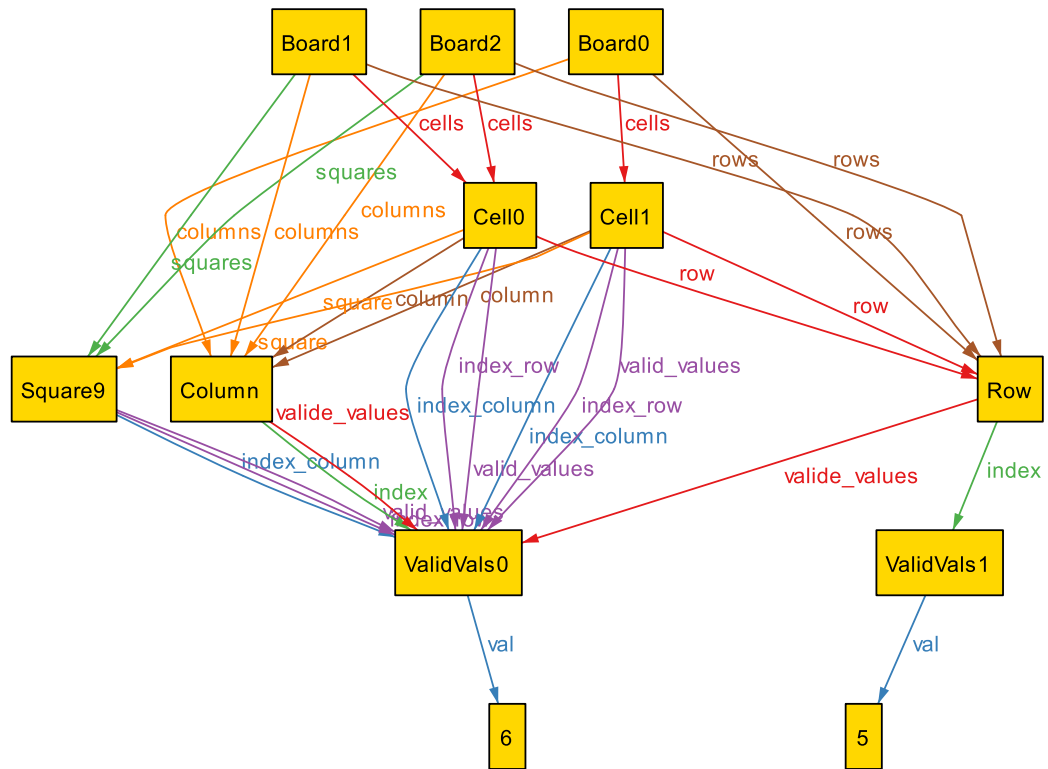 Board1
Board2
Board0
cells
cells
cells
rows
rows
squares
columns
columns
columns
rows
squares
Cell0
Cell1
row
row
column
column
square
square
index_row
valid_values
Square9
Column
Row
index_column
index_row
valide_values
index_column
index_column
valid_values
valide_values
index
index
valid_values
index_row
ValidVals0
ValidVals1
val
val
6
5